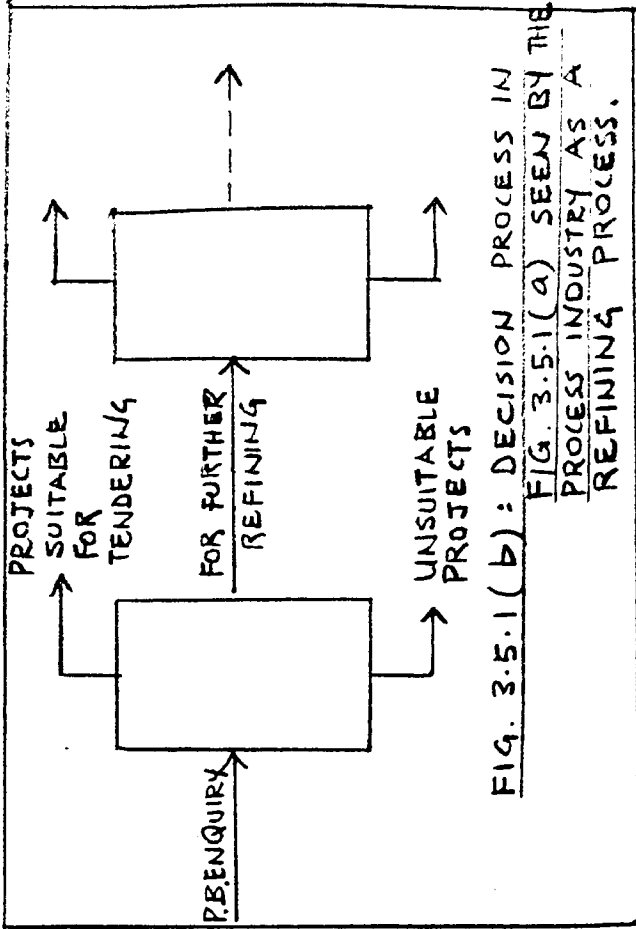 PROJECTS
SUITABLE
FOR
TENDERING
P.B.ENQUIRY
FOR FURTHER
REFINING
UNSUITABLE
PROJECTS
FIG. 3.5.1(b): DECISION PROCESS IN
FIG. 3.5.1(a) SEEN BY THE
PROCESS INDUSTRY AS A
REFINING PROCESS.